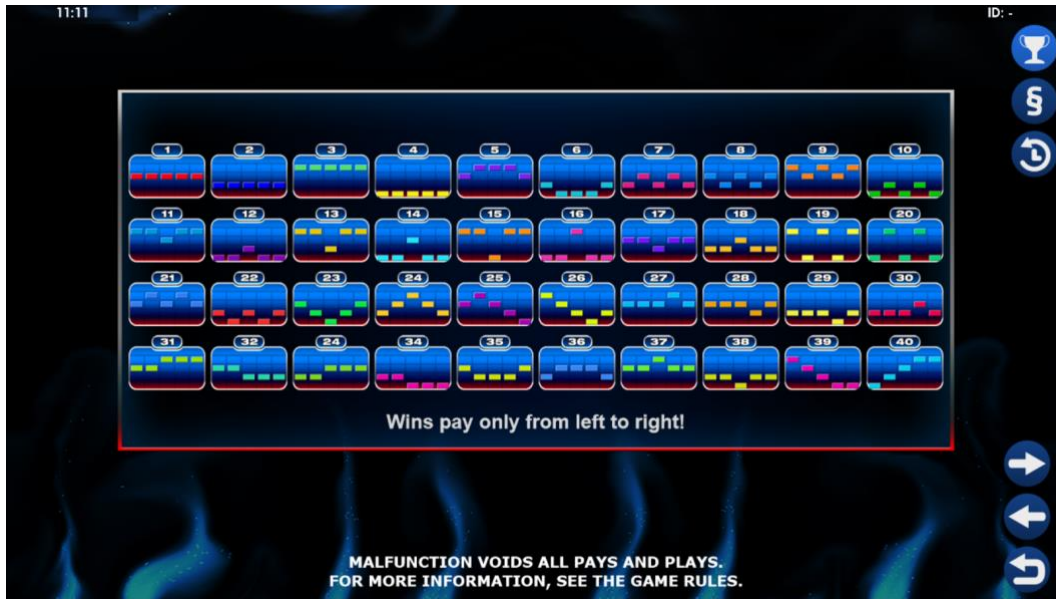 11:11 ID: -
1 2 3 4 5 6 7 8 9 10
11 12 13 14 15 16 17 18 19 20
21 22 23 24 25 26 27 28 29 30
31 32 24 34 35 36 37 38 39 40
Wins pay only from left to right!
MALFUNCTION VOIDS ALL PAYS AND PLAYS.
FOR MORE INFORMATION, SEE THE GAME RULES.